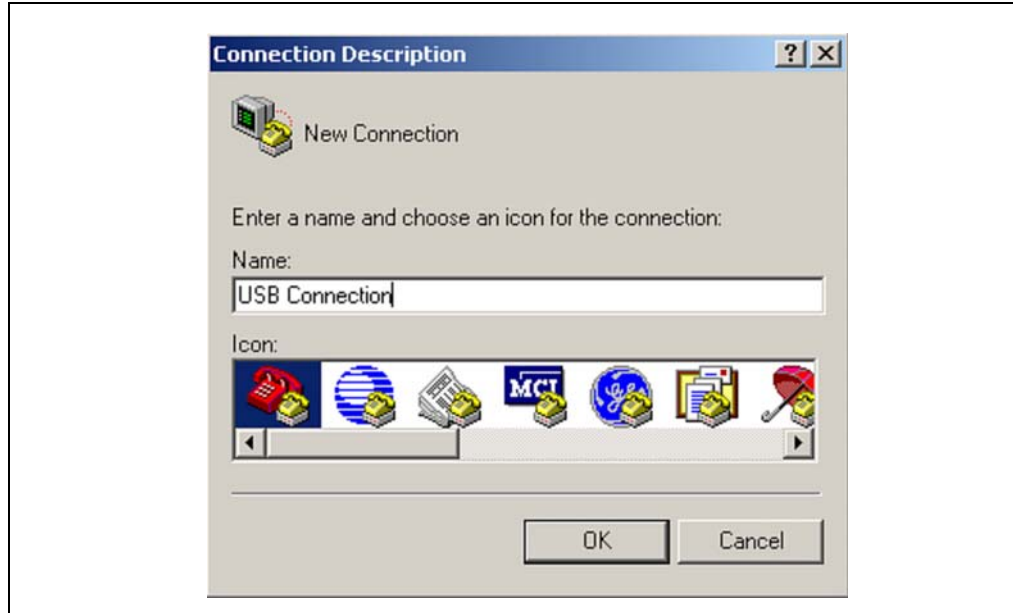 Connection Description
New Connection
Enter a name and choose an icon for the connection:
Name:
USB Connection
Icon:
MCI
OK
Cancel